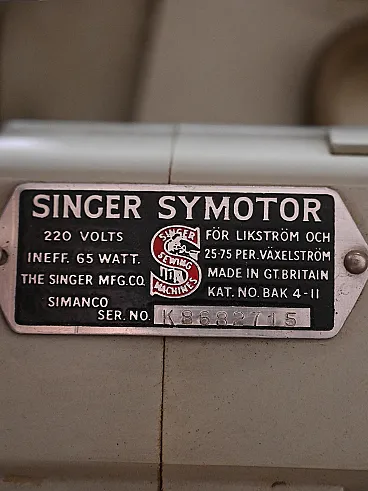 SINGER SYMOTOR
220 VOLTS
INEFF. 65 WATT.
THE SINGER MFG.CO.
SIMANCO
SINGER
SEWING
MACHINES
FÖR LIKSTRÖM OCH
25-75 PER. VÄXELSTRÖM
MADE IN GT. BRITAIN
KAT. NO. BAK 4-11
SER. NO. KB682715